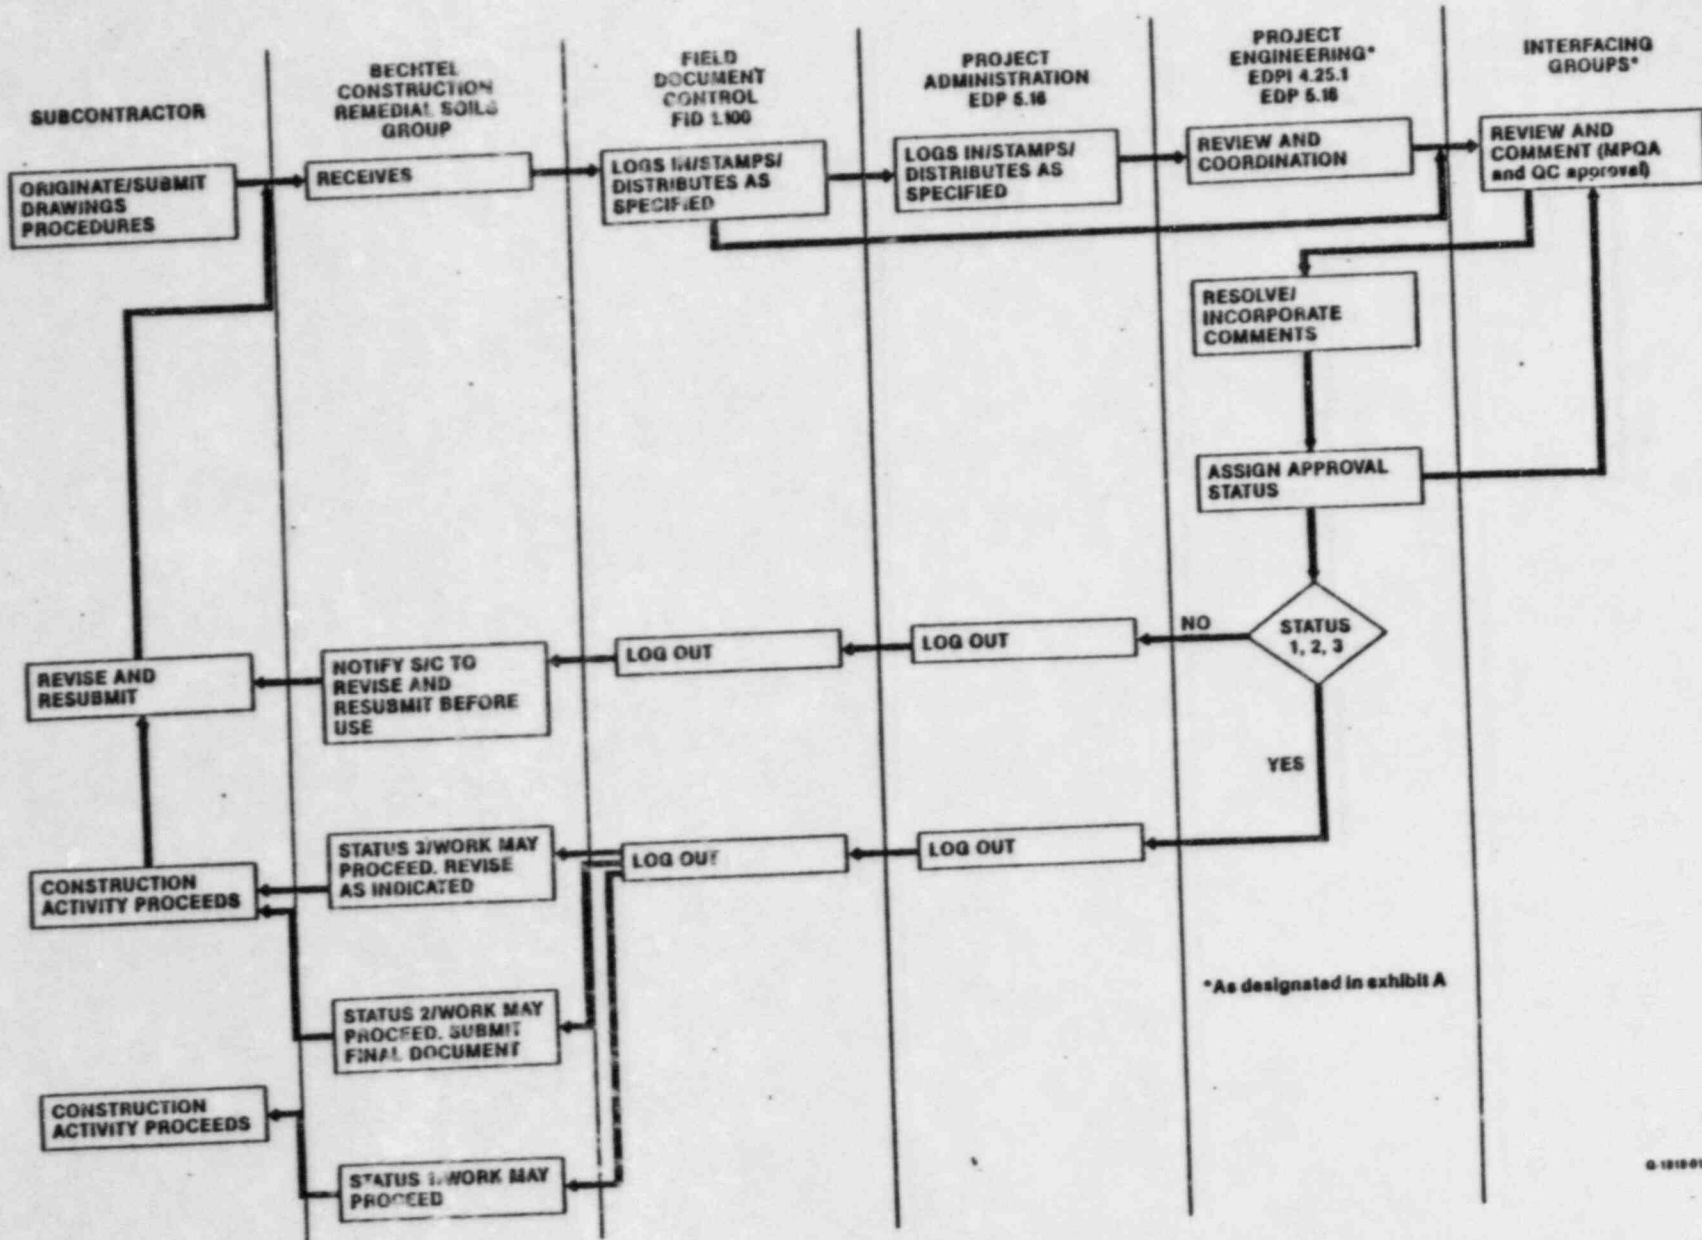 SUBCONTRACTOR
BECHTEL
CONSTRUCTION
REMEDIAL SOILS
GROUP
FIELD
DOCUMENT
CONTROL
FID 1.100
PROJECT
ADMINISTRATION
EDP 5.16
PROJECT
ENGINEERING*
EDPI 4.25.1
EDP 5.16
INTERFACING
GROUPS*
ORIGINATE/SUBMIT
DRAWINGS
PROCEDURES
RECEIVES
LOGS IN/STAMPS/
DISTRIBUTES AS
SPECIFIED
LOGS IN/STAMPS/
DISTRIBUTES AS
SPECIFIED
REVIEW AND
COORDINATION
REVIEW AND
COMMENT (MPQA
and QC approval)
RESOLVE/
INCORPORATE
COMMENTS
ASSIGN APPROVAL
STATUS
STATUS
1, 2, 3
NO
LOG OUT
LOG OUT
NOTIFY S/C TO
REVISE AND
RESUBMIT BEFORE
USE
REVISE AND
RESUBMIT
YES
LOG OUT
LOG OUT
STATUS 3/WORK MAY
PROCEED. REVISE
AS INDICATED
CONSTRUCTION
ACTIVITY PROCEEDS
STATUS 2/WORK MAY
PROCEED. SUBMIT
FINAL DOCUMENT
CONSTRUCTION
ACTIVITY PROCEEDS
STATUS 1/WORK MAY
PROCEED
*As designated in exhibit A